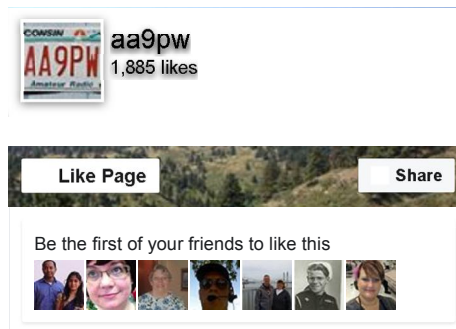 CONSIN
AA9PW
Amateur Radio
aa9pw
1,885 likes
Like Page
Share
Be the first of your friends to like this